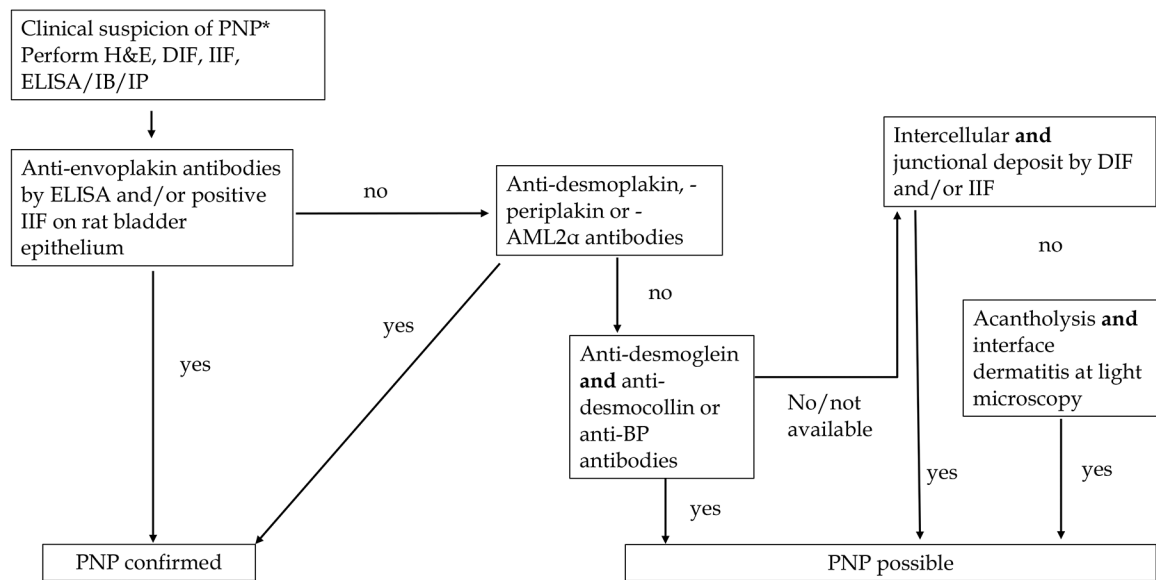 Clinical suspicion of PNP*
Perform H&E, DIF, IIF,
ELISA/IB/IP
Anti-envoplakin antibodies
by ELISA and/or positive
IIF on rat bladder
epithelium
no
Anti-desmoplakin, -
periplakin or -
AML2α antibodies
Intercellular and
junctional deposit by DIF
and/or IIF
no
yes
yes
no
Anti-desmoglein
and anti-
desmocollin or
anti-BP
antibodies
No/not
available
Acantholysis and
interface
dermatitis at light
microscopy
yes
yes
yes
PNP confirmed
PNP possible